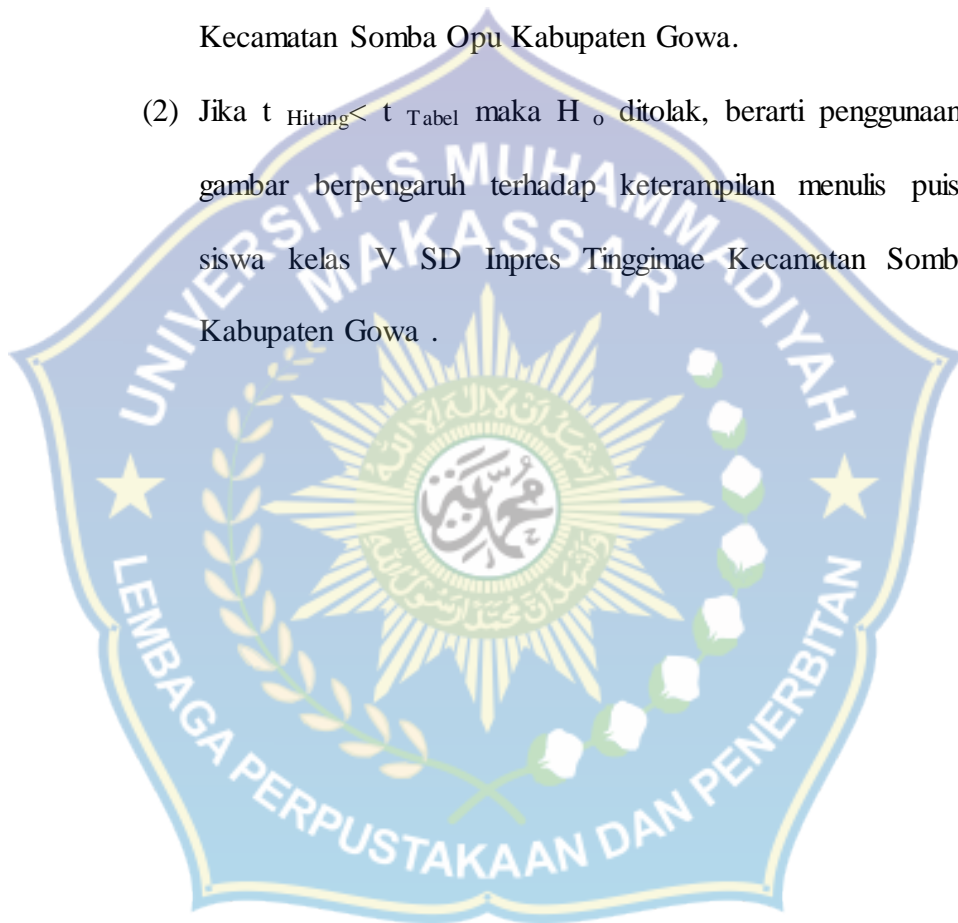 Kecamatan Somba Opu Kabupaten Gowa.
(2) Jika t Hitung< t Tabel maka H o ditolak, berarti penggunaan
gambar berpengaruh terhadap keterampilan menulis puis
siswa kelas V SD Inpres Tinggimae Kecamatan Somb
Kabupaten Gowa .
UNIVERSITAS MUHAMMADIYAH
MAKASSAR
LEMBAGA PERPUSTAKAAN DAN PENERBITAN